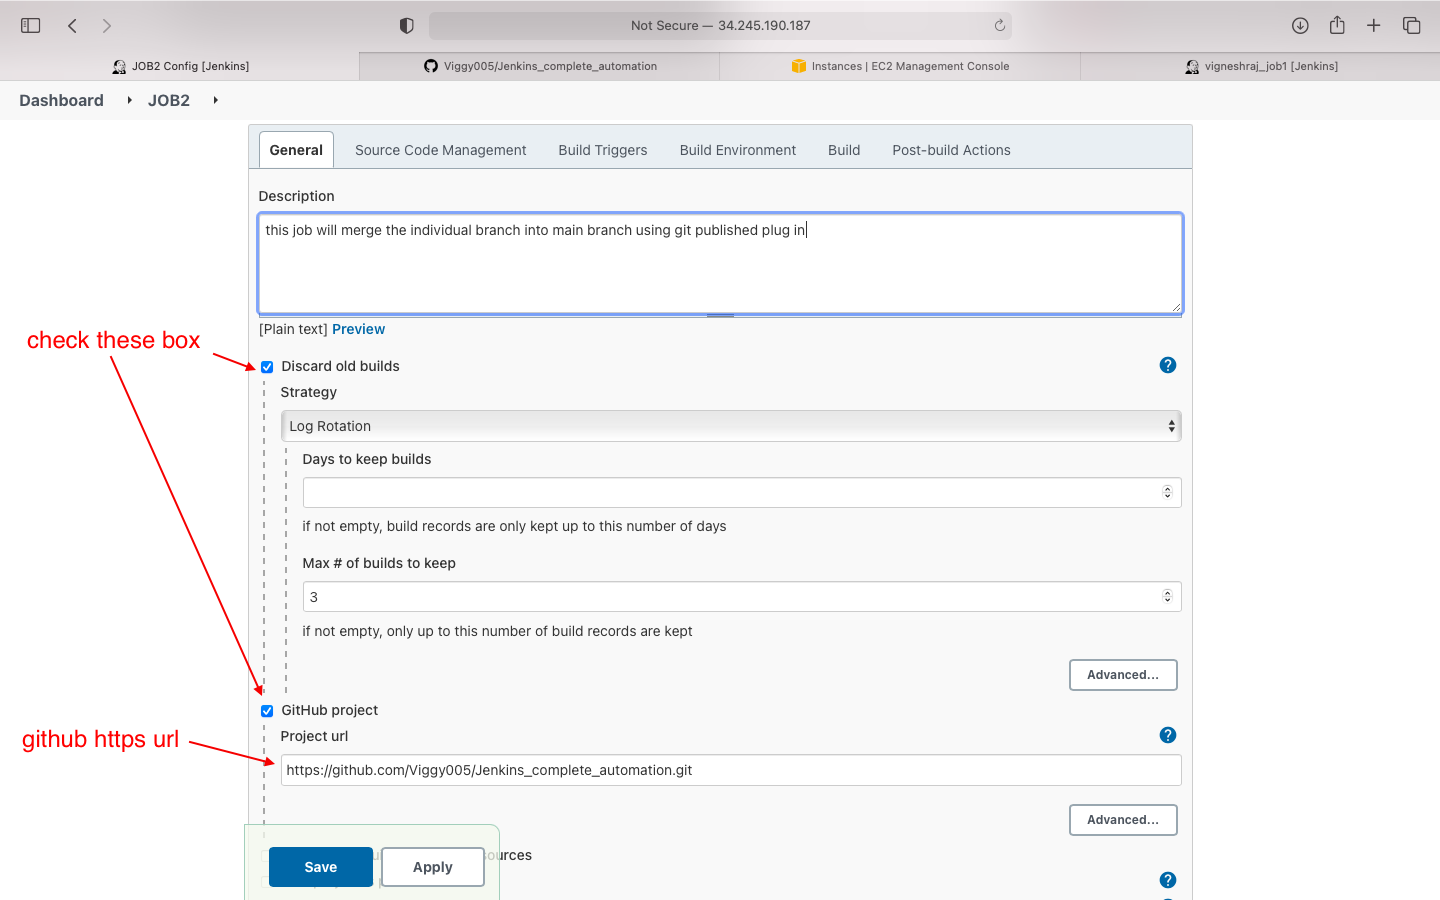 Not Secure — 34.245.190.187
JOB2 Config [Jenkins]
Viggy005/Jenkins_complete_automation
Instances | EC2 Management Console
vigneshraj_job1 [Jenkins]
Dashboard
JOB2
General
Source Code Management
Build Triggers
Build Environment
Build
Post-build Actions
Description
this job will merge the individual branch into main branch using git published plug in
[Plain text] Preview
check these box
Discard old builds
?
Strategy
Log Rotation
Days to keep builds
if not empty, build records are only kept up to this number of days
Max # of builds to keep
3
if not empty, only up to this number of build records are kept
Advanced...
GitHub project
github https url
Project url
?
https://github.com/Viggy005/Jenkins_complete_automation.git
Advanced...
Save
Apply
?